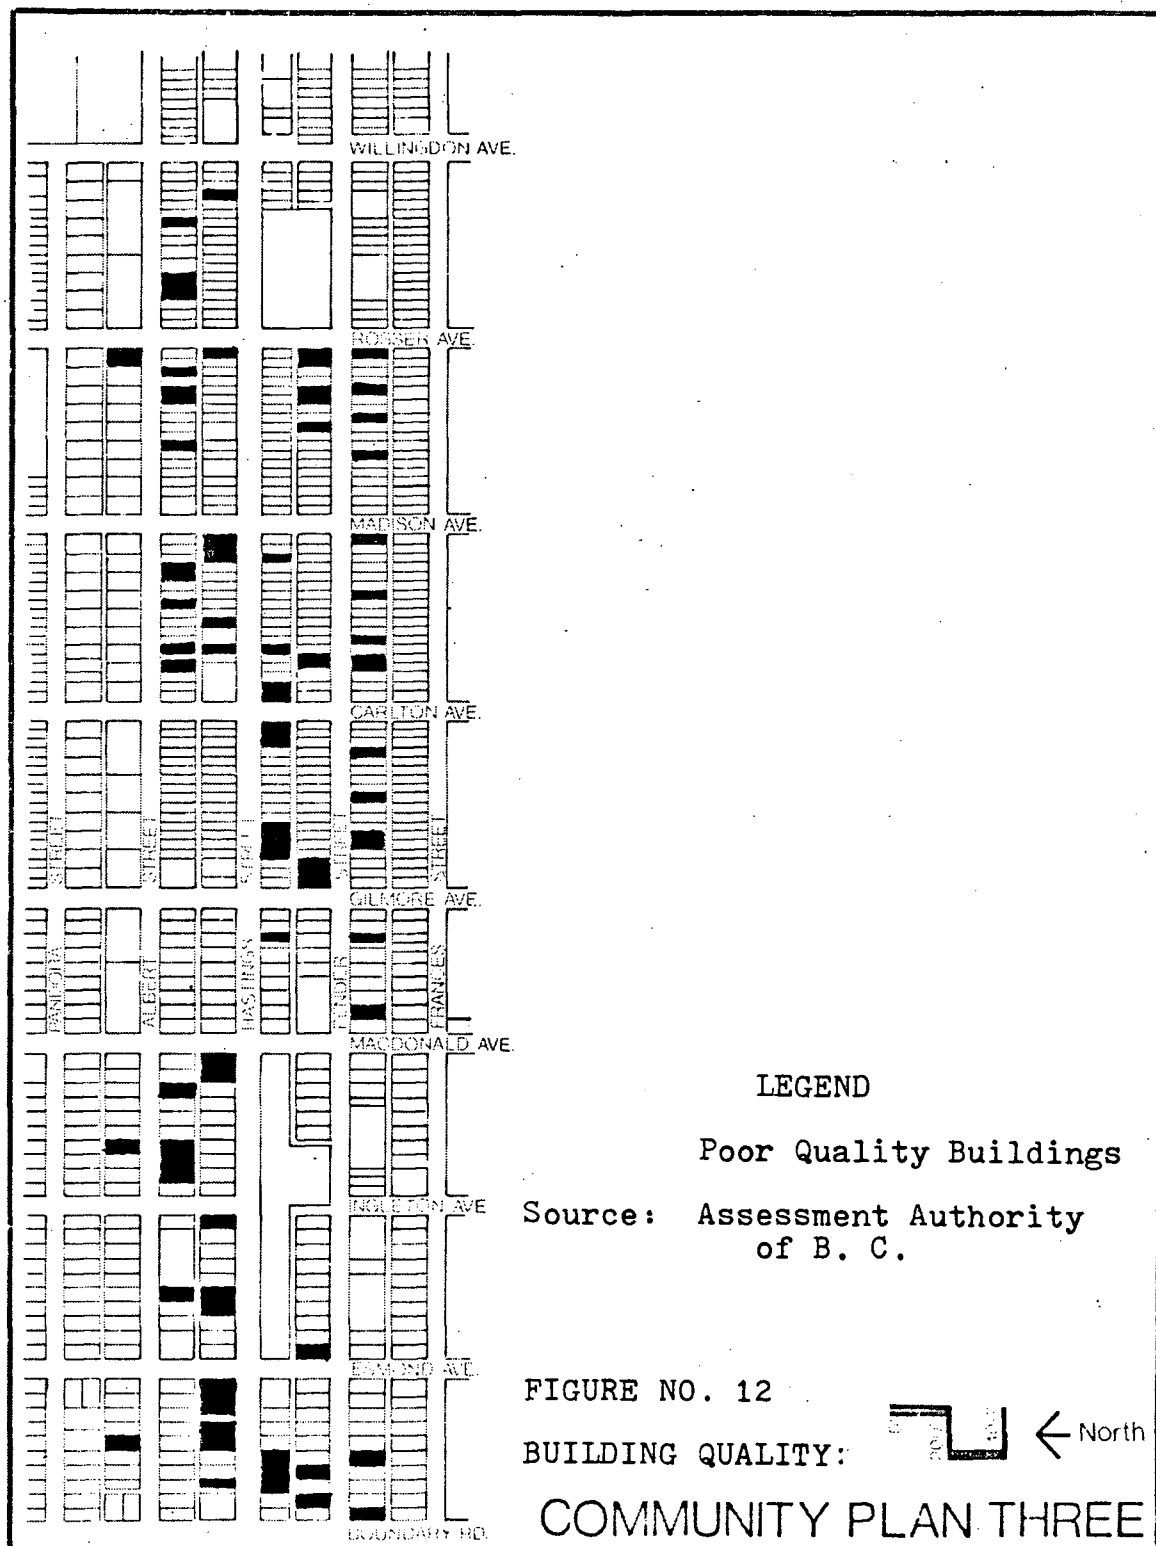 WILLINGDON AVE.
ROSSER AVE.
MADISON AVE.
CARLTON AVE.
STREET
STREET
STREET
STREET
STREET
GILMORE AVE.
PANDORA
ALBERT
HASTINGS
PENDER
FRANCES
MACDONALD AVE.
LEGEND
Poor Quality Buildings
INGLETON AVE
Source: Assessment Authority
of B. C.
ESMOND AVE.
FIGURE NO. 12
North
BUILDING QUALITY:
COMMUNITY PLAN THREE
BOUNDARY RD.